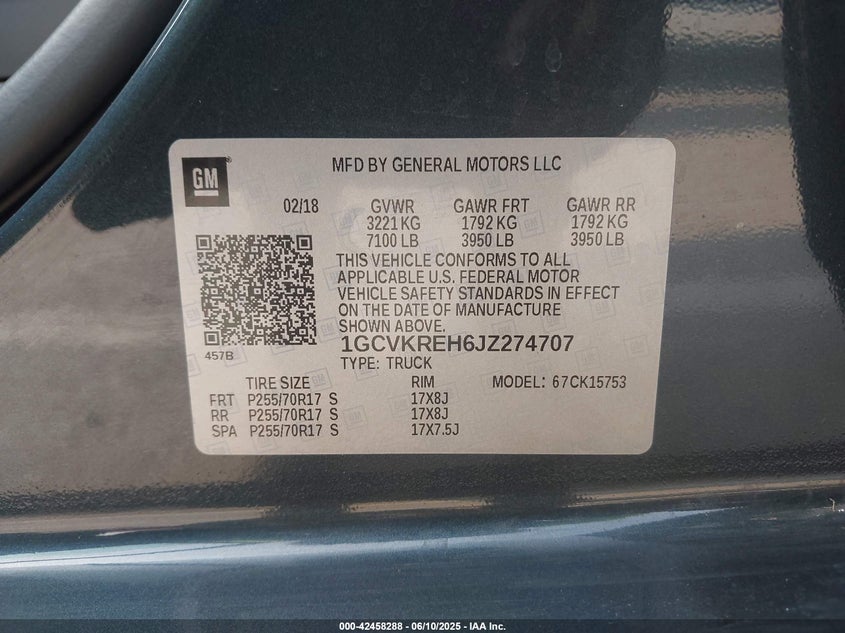 GM
MFD BY GENERAL MOTORS LLC
02/18 GVWR GAWR FRT GAWR RR
3221 KG 1792 KG 1792 KG
7100 LB 3950 LB 3950 LB
THIS VEHICLE CONFORMS TO ALL
APPLICABLE U.S. FEDERAL MOTOR
VEHICLE SAFETY STANDARDS IN EFFECT
ON THE DATE OF MANUFACTURE
SHOWN ABOVE.
457B
1GCVKREH6JZ274707
TYPE: TRUCK
TIRE SIZE RIM MODEL: 67CK15753
FRT P255/70R17 S 17X8J
RR P255/70R17 S 17X8J
SPA P255/70R17 S 17X7.5J
000-42458288 - 06/10/2025 - IAA Inc.